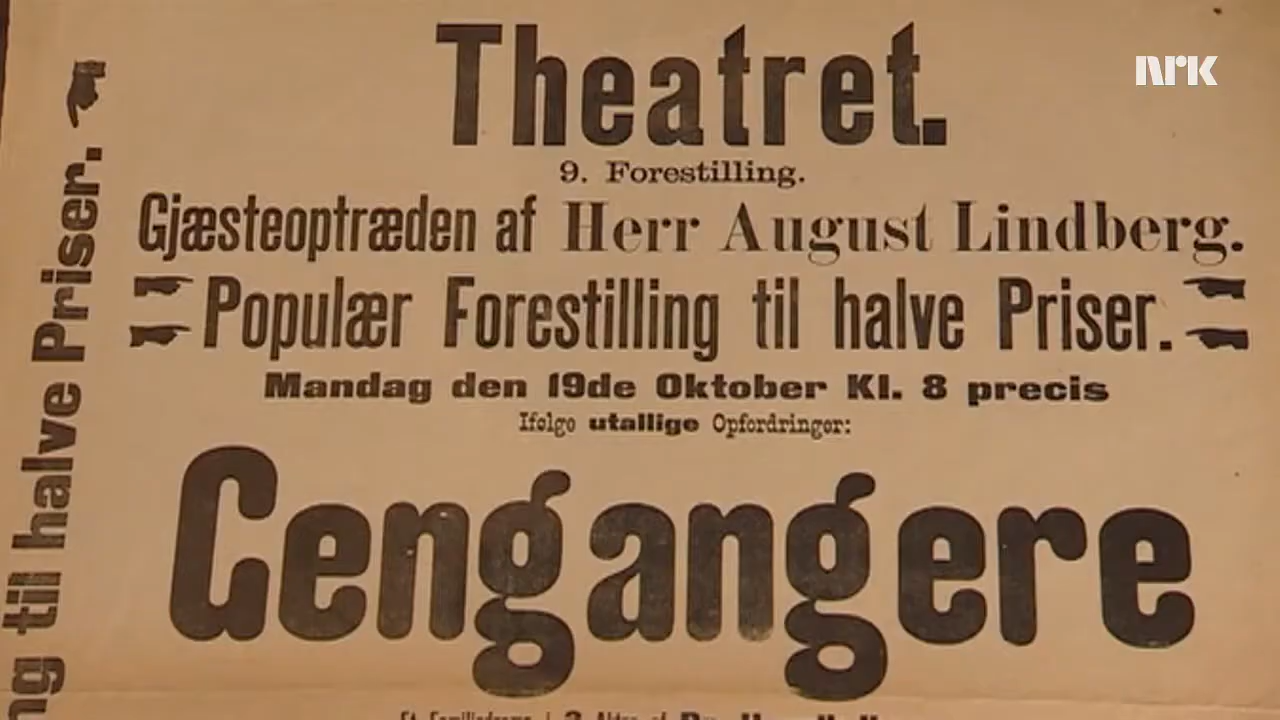 Theatret.
nrk
9. Forestilling.
Gjæsteoptræden af Herr August Lindberg.
Populær Forestilling til halve Priser.
Mandag den 19de Oktober Kl. 8 precis
Ifølge utallige Opfordringer:
Gengangere
til halve Priser.